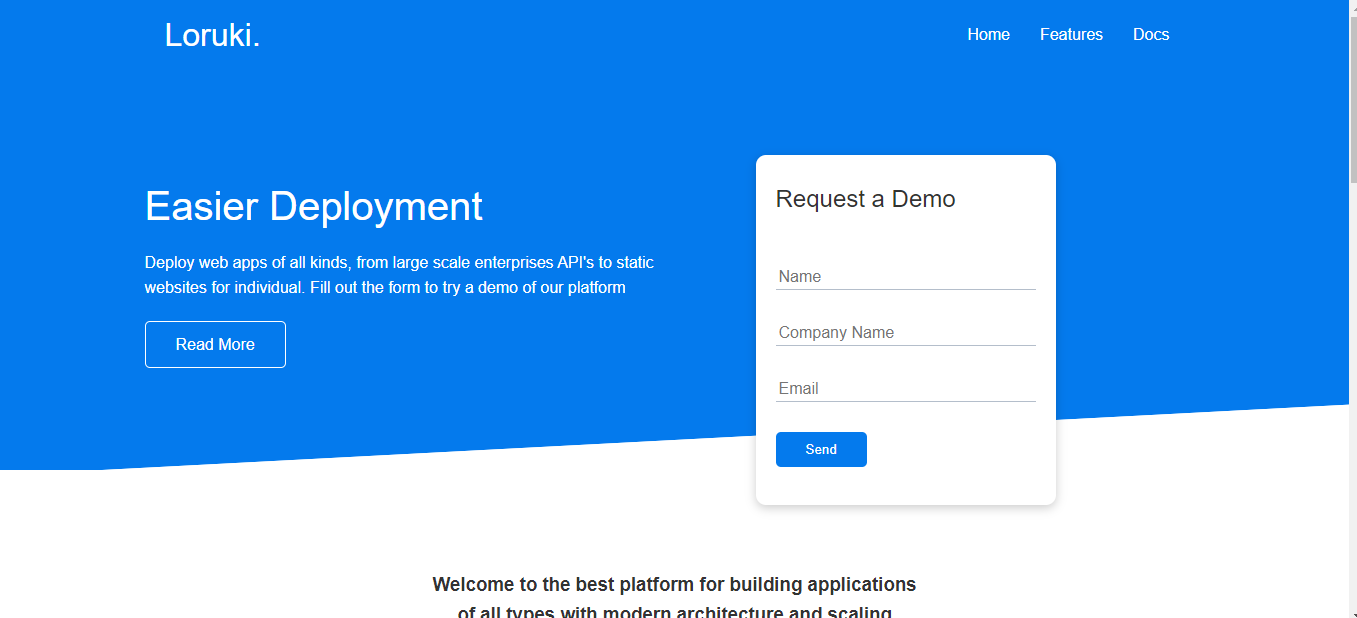 Loruki.
Home Features Docs
Easier Deployment
Deploy web apps of all kinds, from large scale enterprises API's to static
websites for individual. Fill out the form to try a demo of our platform
Read More
Request a Demo
Name
Company Name
Email
Send
Welcome to the best platform for building applications
of all types with modern architecture and scaling